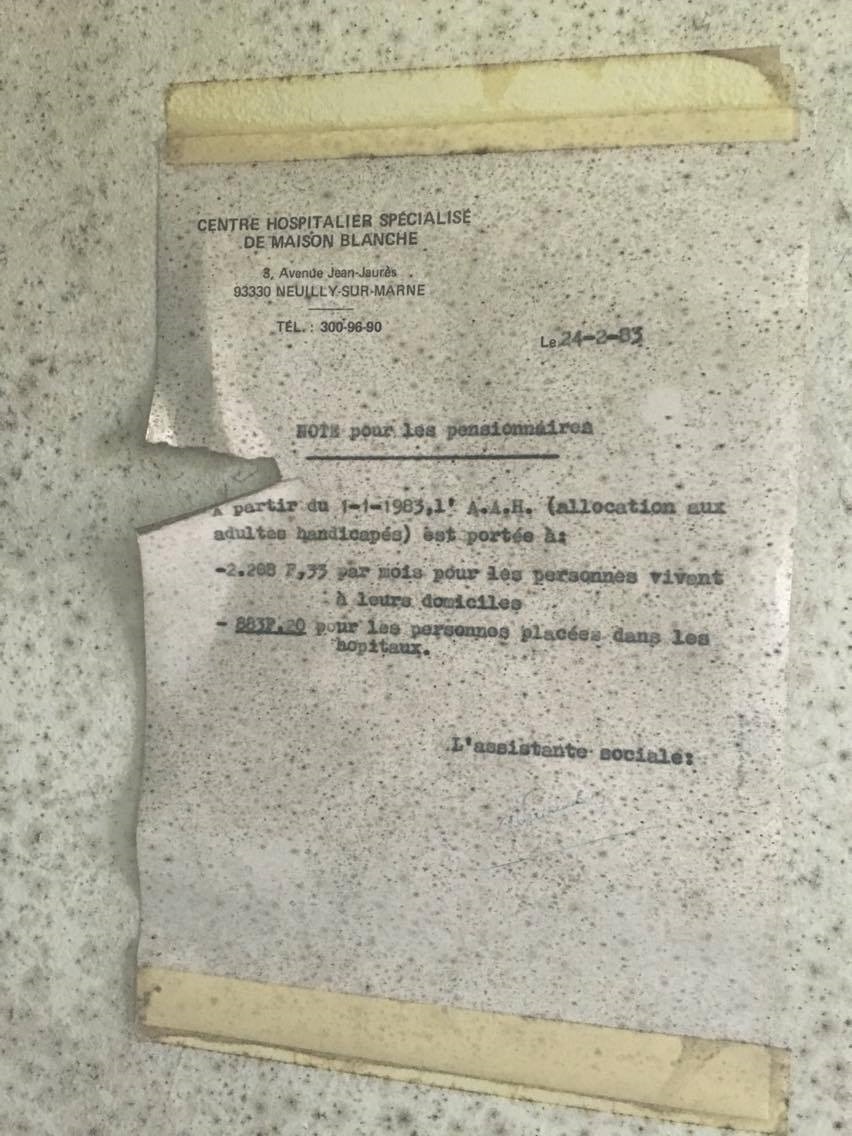 CENTRE HOSPITALIER SPÉCIALISÉ
DE MAISON BLANCHE
8, Avenue Jean-Jaurès
93330 NEUILLY-SUR-MARNE
TÉL. : 300-96-90
Le 24-2-83
NOTE pour les pensionnaires
A partir du 1-1-1983,l' A.A.H. (allocation aux
adultes handicapés) est portée à:
-2.208 F,33 par mois pour les personnes vivant
à leurs domiciles
- 883F.20 pour les personnes placées dans les
hopitaux.
L'assistante sociale: